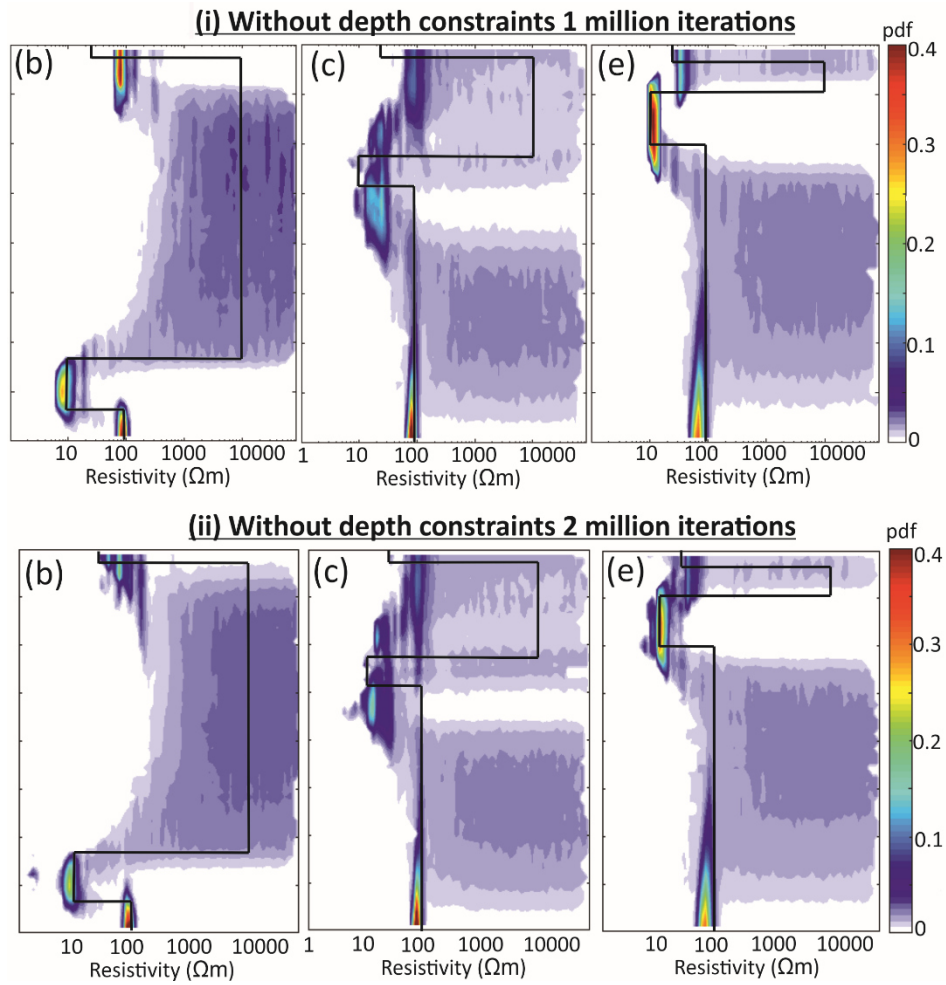 (i) Without depth constraints 1 million iterations
pdf
(b)
(c)
(e)
0.4
0.3
0.2
0.1
0
10 100 1000 10000
1 10 100 1000 10000
10 100 1000 10000
Resistivity (Ωm)
Resistivity (Ωm)
Resistivity (Ωm)
(ii) Without depth constraints 2 million iterations
pdf
(b)
(c)
(e)
0.4
0.3
0.2
0.1
0
10 100 1000 10000
1 10 100 1000 10000
10 100 1000 10000
Resistivity (Ωm)
Resistivity (Ωm)
Resistivity (Ωm)